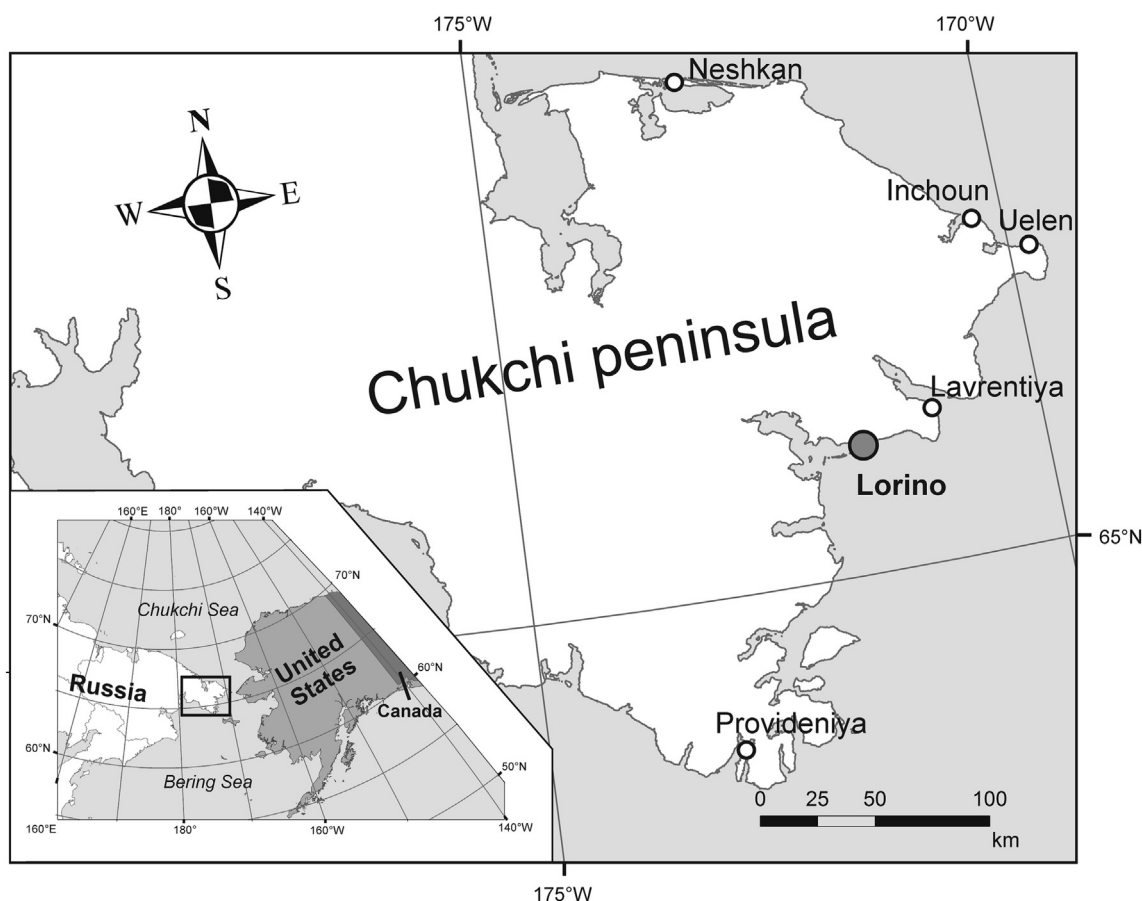 175°W
170°W
Neshkan
N
W
E
S
Inchoun
Uelen
Chukchi peninsula
Lavrentiya
Lorino
65°N
Provideniya
0
25
50
100
km
175°W
160°E
180°
160°W
140°W
70°N
70°N
Chukchi Sea
United
States
Russia
60°N
Canada
60°N
Bering Sea
50°N
160°E
180°
160°W
140°W